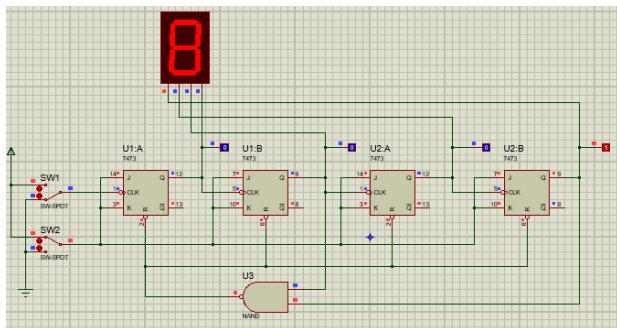 8
U1:A U1:B U2:A U2:B
7473 7473 7473 7473
0 0 0 1
SW1
SW-SPDT
14 J Q 12 7 J Q 9 14 J Q 12 7 J Q 9
1 CLK 5 CLK 1 CLK 5 CLK
3 K R Q 13 10 K R Q 8 3 K R Q 13 10 K R Q 8
2 6 2 6
SW2
SW-SPDT
U3
NAND